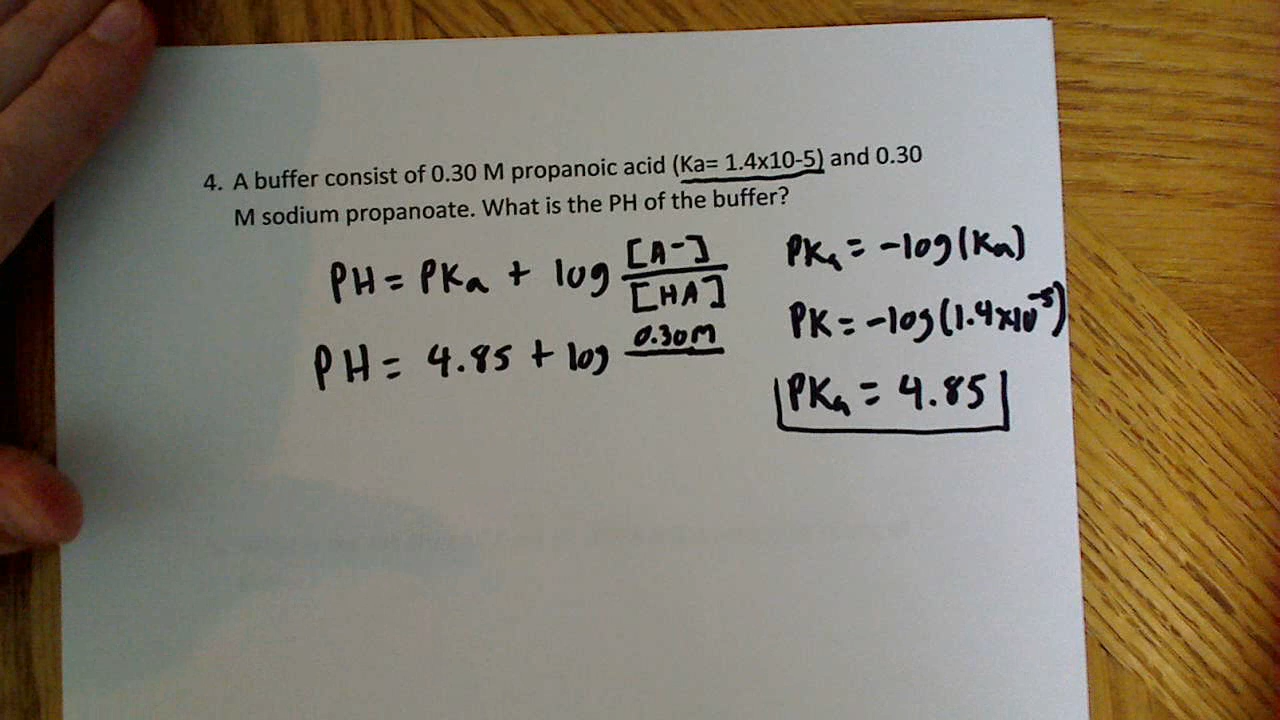 4. A buffer consist of 0.30 M propanoic acid (Ka= 1.4x10-5) and 0.30
M sodium propanoate. What is the PH of the buffer?
PH = PKa + log [A-]/[HA]
PH = 4.85 + log 0.30M
PKa = -log(Ka)
PK = -log(1.4x10^-5)
PKa = 4.85